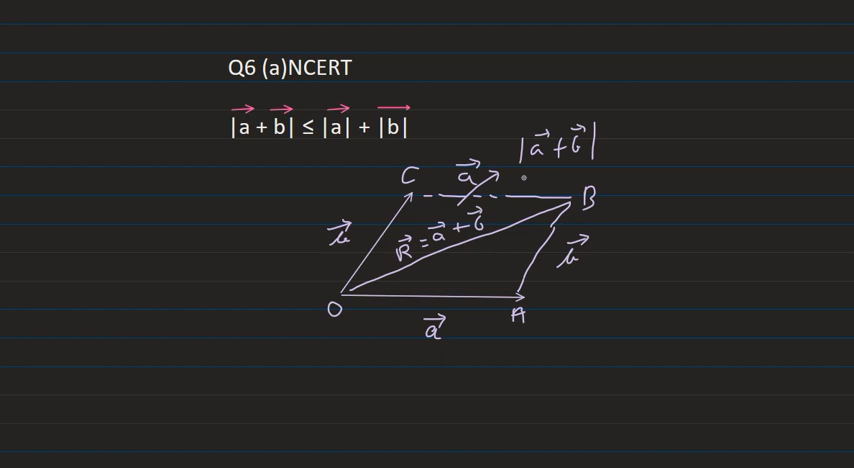 Q6 (a)NCERT
|a⃗ + b⃗| ≤ |a⃗| + |b⃗|
|a⃗ + b⃗|
C
a⃗
B
b⃗
R⃗ = a⃗ + b⃗
b⃗
O
A
a⃗